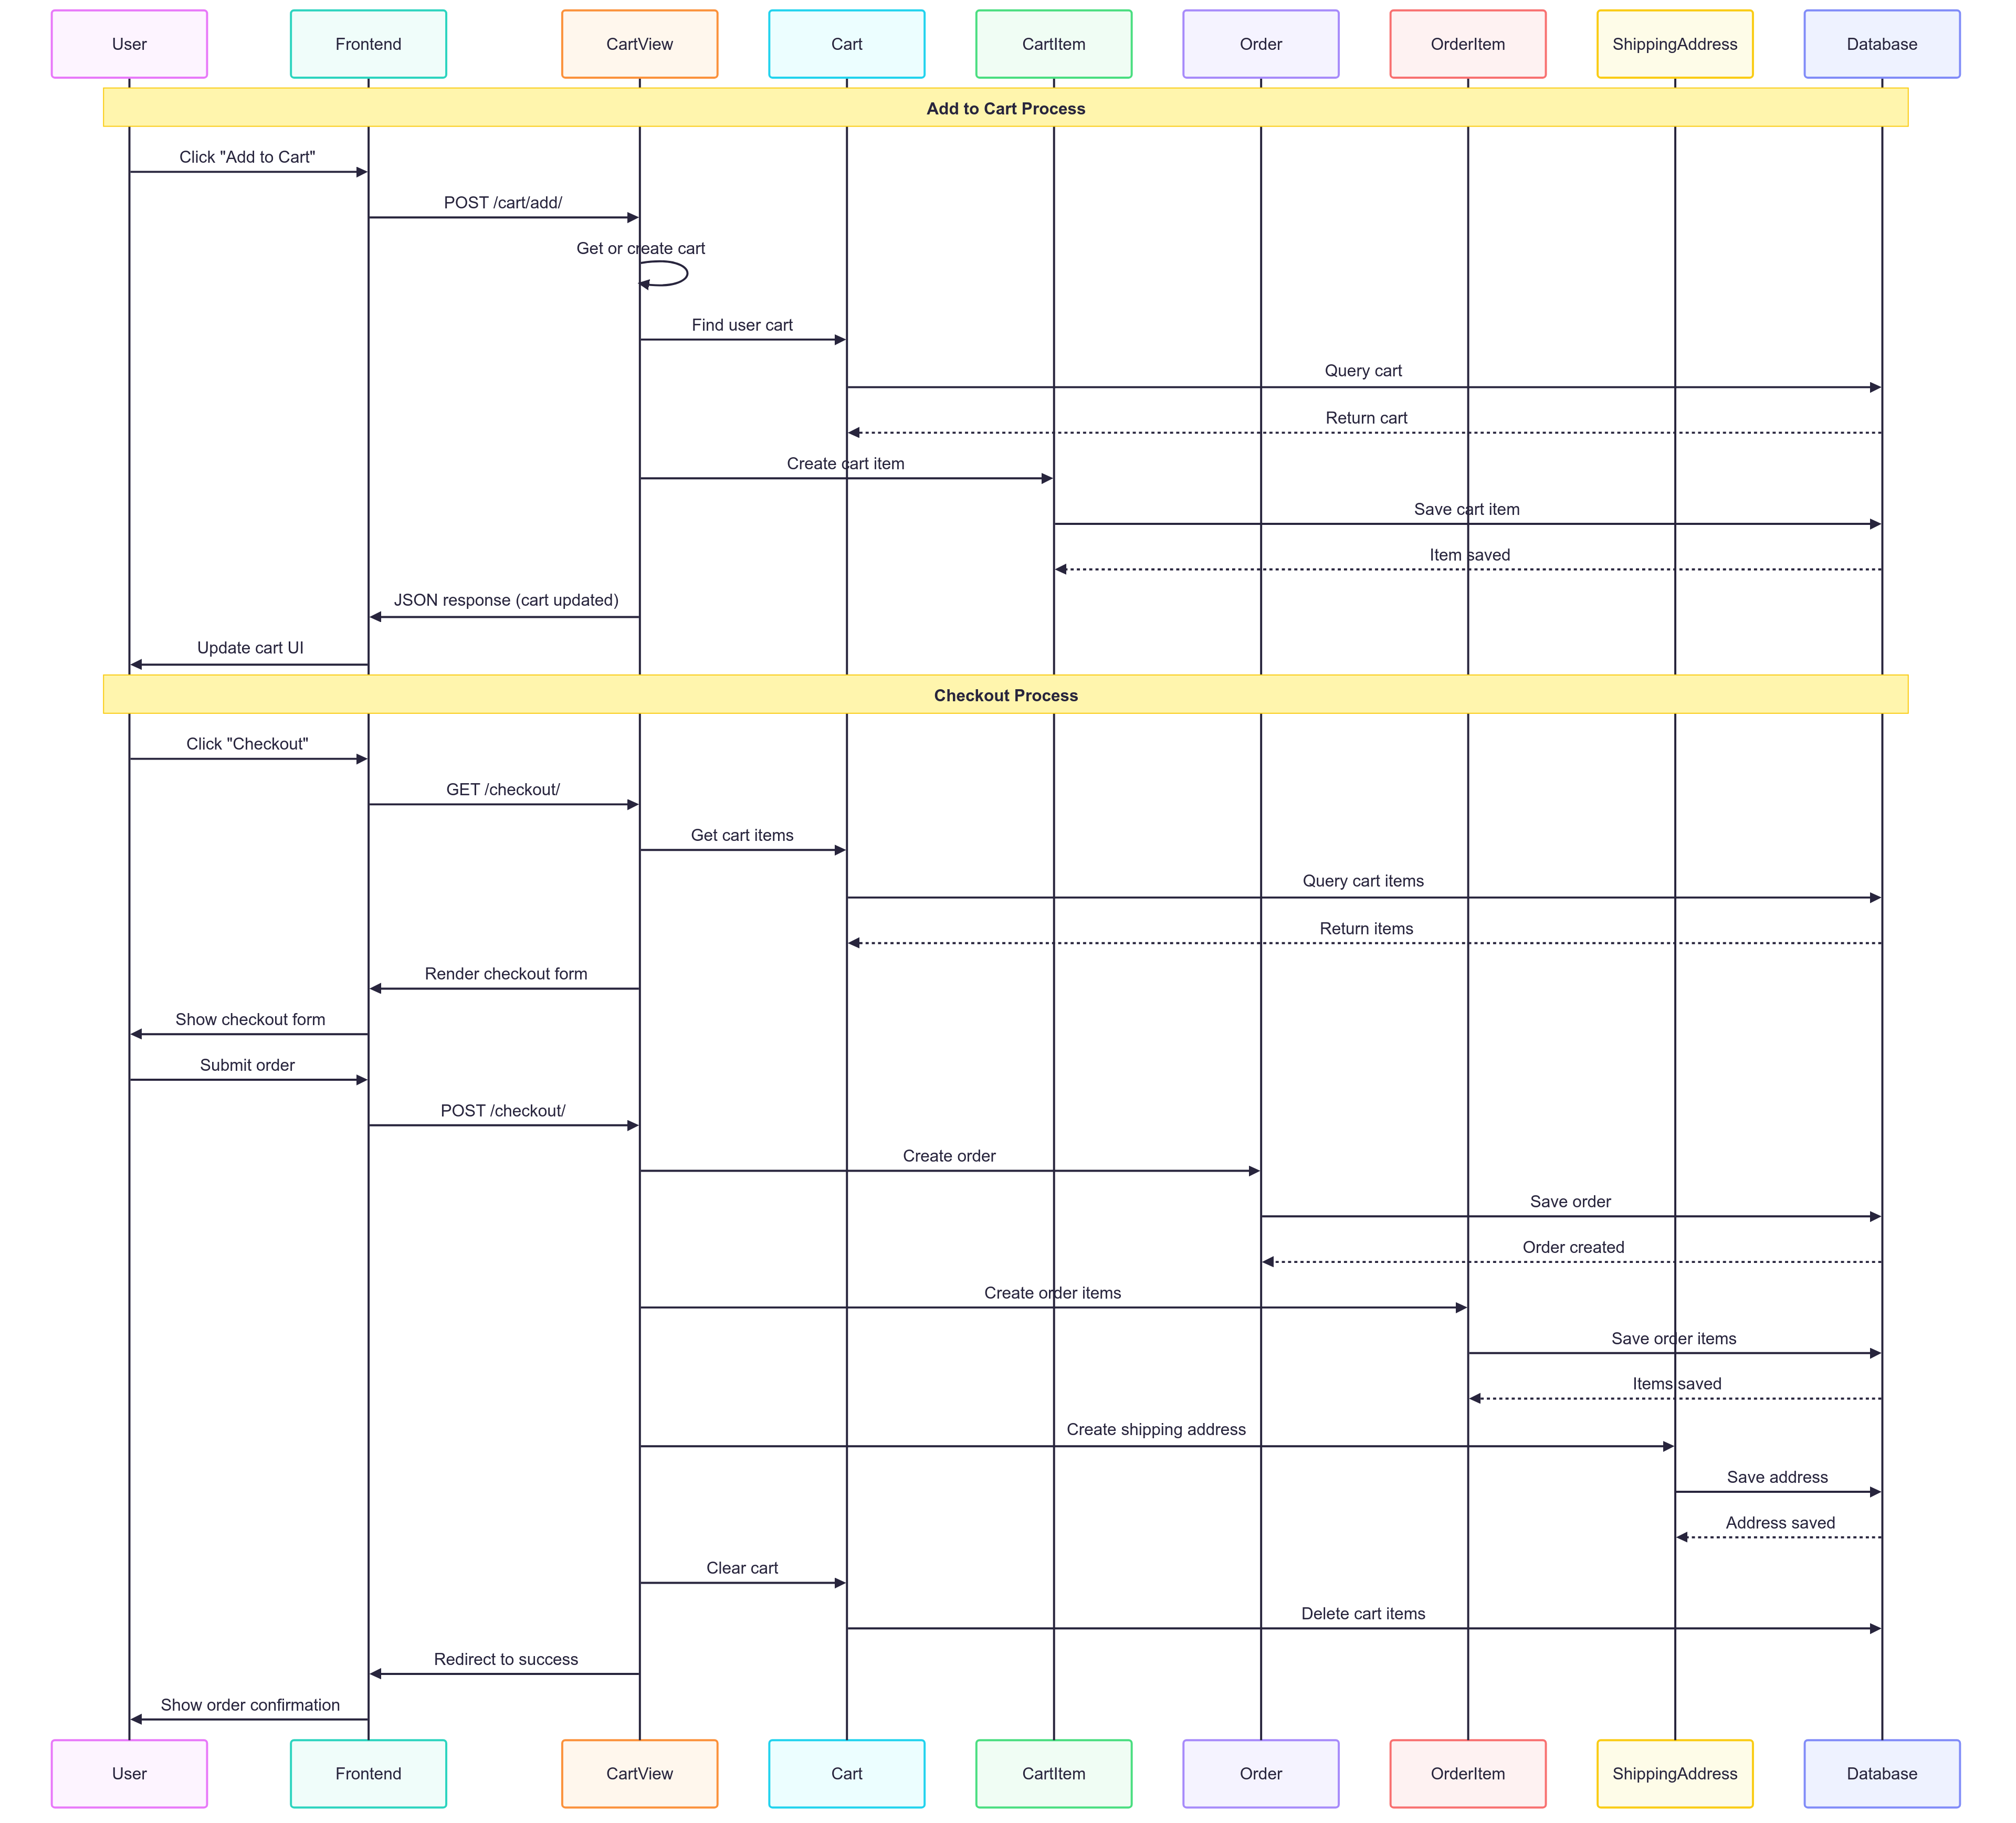 User
Frontend
CartView
Cart
CartItem
Order
OrderItem
ShippingAddress
Database
Add to Cart Process
Click "Add to Cart"
POST /cart/add/
Get or create cart
Find user cart
Query cart
Return cart
Create cart item
Save cart item
Item saved
JSON response (cart updated)
Update cart UI
Checkout Process
Click "Checkout"
GET /checkout/
Get cart items
Query cart items
Return items
Render checkout form
Show checkout form
Submit order
POST /checkout/
Create order
Save order
Order created
Create order items
Save order items
Items saved
Create shipping address
Save address
Address saved
Clear cart
Delete cart items
Redirect to success
Show order confirmation
User
Frontend
CartView
Cart
CartItem
Order
OrderItem
ShippingAddress
Database